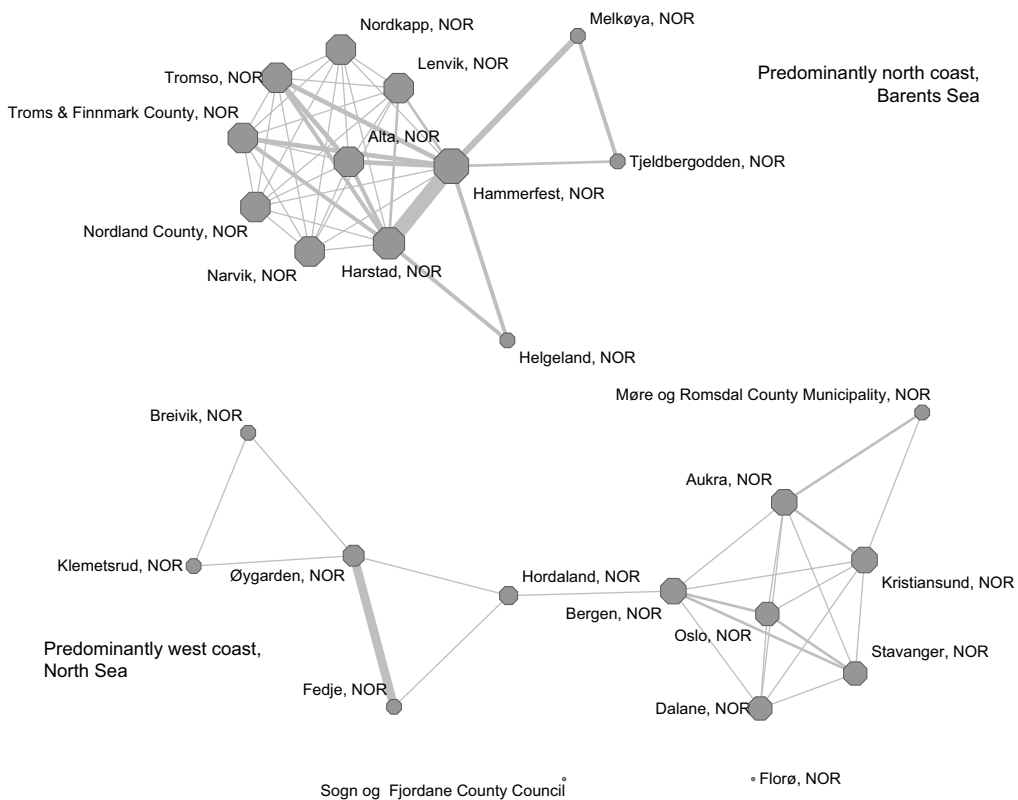 Melkøya, NOR
Nordkapp, NOR
Lenvik, NOR
Tromso, NOR
Predominantly north coast,
Barents Sea
Troms & Finnmark County, NOR
Alta, NOR
Tjeldbergodden, NOR
Hammerfest, NOR
Nordland County, NOR
Narvik, NOR
Harstad, NOR
Helgeland, NOR
Møre og Romsdal County Municipality, NOR
Breivik, NOR
Aukra, NOR
Klemetsrud, NOR
Øygarden, NOR
Hordaland, NOR
Kristiansund, NOR
Bergen, NOR
Oslo, NOR
Predominantly west coast,
North Sea
Stavanger, NOR
Fedje, NOR
Dalane, NOR
Sogn og  Fjordane County Council
Florø, NOR